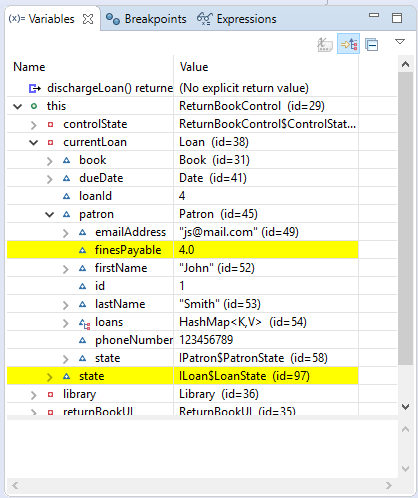 (x)= Variables Breakpoints Expressions
Name Value
dischargeLoan() returne (No explicit return value)
this ReturnBookControl (id=29)
controlState ReturnBookControl$ControlStat...
currentLoan Loan (id=38)
book Book (id=31)
dueDate Date (id=41)
loanId 4
patron Patron (id=45)
emailAddress "js@mail.com" (id=49)
finesPayable 4.0
firstName "John" (id=52)
id 1
lastName "Smith" (id=53)
loans HashMap<K,V> (id=54)
phoneNumber 123456789
state IPatron$PatronState (id=58)
state ILoan$LoanState (id=97)
library Library (id=36)
returnBookUI ReturnBookUI (id=35)